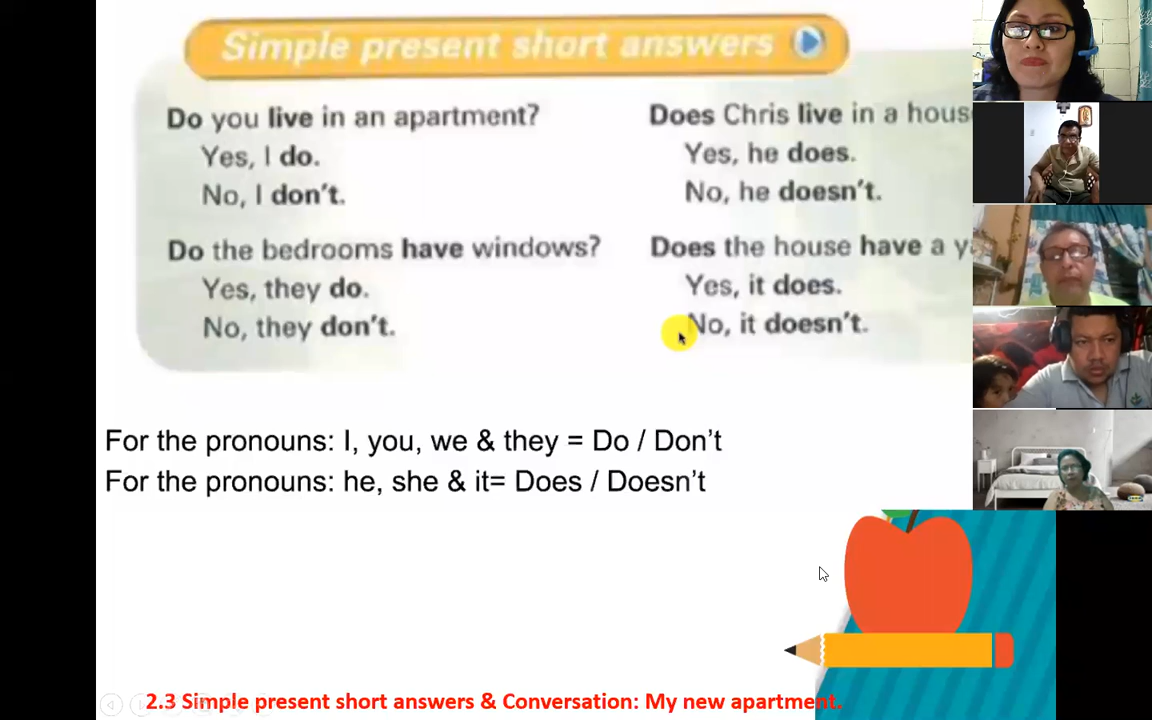 Simple present short answers
Do you live in an apartment?
Yes, I do.
No, I don't.
Does Chris live in a hous
Yes, he does.
No, he doesn't.
Do the bedrooms have windows?
Yes, they do.
No, they don't.
Does the house have a y
Yes, it does.
No, it doesn't.
For the pronouns: I, you, we & they = Do / Don't
For the pronouns: he, she & it= Does / Doesn't
2.3 Simple present short answers & Conversation: My new apartment.